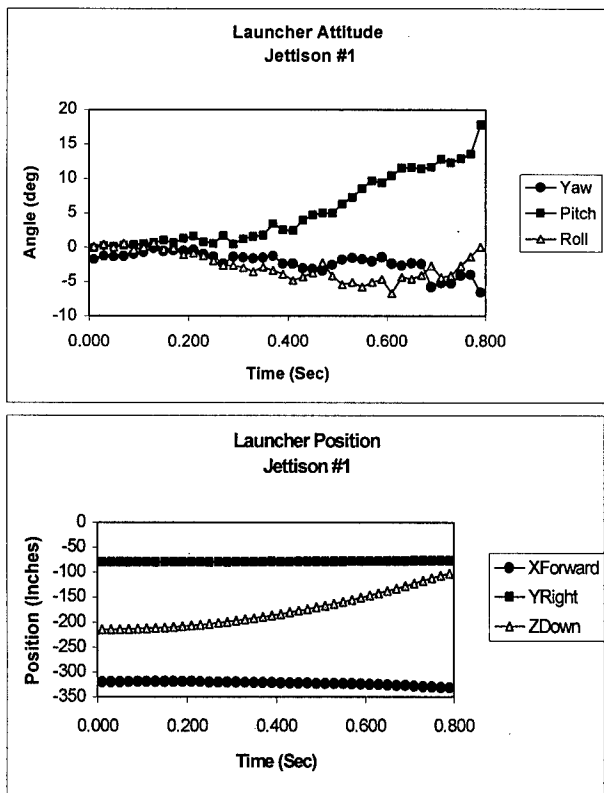 Launcher Attitude
Jettison #1
20
15
10
5
0
-5
-10
Angle (deg)
0.000 0.200 0.400 0.600 0.800
Time (Sec)
Yaw
Pitch
Roll
Launcher Position
Jettison #1
0
-50
-100
-150
-200
-250
-300
-350
Position (Inches)
0.000 0.200 0.400 0.600 0.800
Time (Sec)
XForward
YRight
ZDown